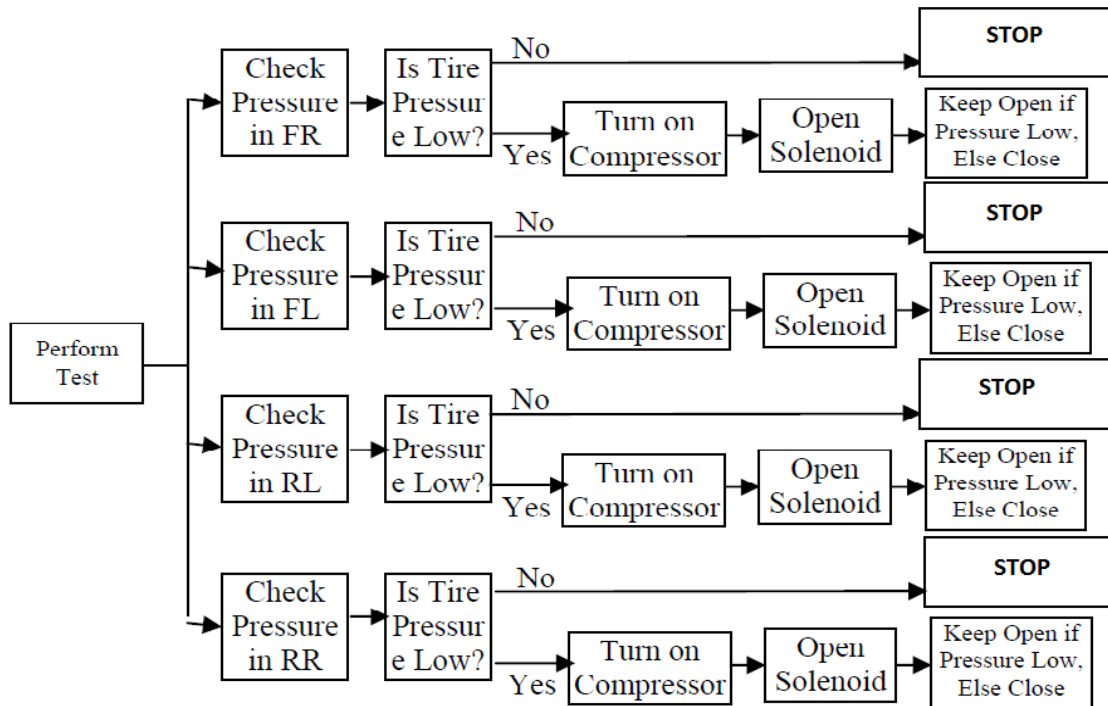 Perform
Test
Check
Pressure
in FR
Is Tire
Pressur
e Low?
No
STOP
Yes
Turn on
Compressor
Open
Solenoid
Keep Open if
Pressure Low,
Else Close
Check
Pressure
in FL
Is Tire
Pressur
e Low?
No
STOP
Yes
Turn on
Compressor
Open
Solenoid
Keep Open if
Pressure Low,
Else Close
Check
Pressure
in RL
Is Tire
Pressur
e Low?
No
STOP
Yes
Turn on
Compressor
Open
Solenoid
Keep Open if
Pressure Low,
Else Close
Check
Pressure
in RR
Is Tire
Pressur
e Low?
No
STOP
Yes
Turn on
Compressor
Open
Solenoid
Keep Open if
Pressure Low,
Else Close